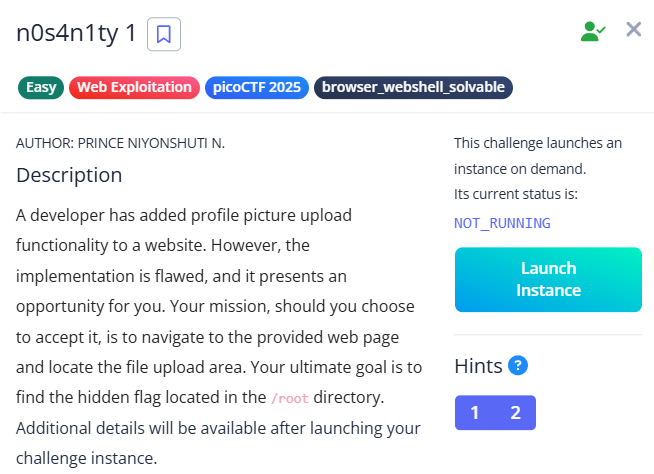 n0s4n1ty 1
Easy Web Exploitation picoCTF 2025 browser_webshell_solvable
AUTHOR: PRINCE NIYONSHUTI N.
Description
A developer has added profile picture upload
functionality to a website. However, the
implementation is flawed, and it presents an
opportunity for you. Your mission, should you choose
to accept it, is to navigate to the provided web page
and locate the file upload area. Your ultimate goal is to
find the hidden flag located in the /root directory.
Additional details will be available after launching your
challenge instance.
This challenge launches an
instance on demand.
Its current status is:
NOT_RUNNING
Launch
Instance
Hints ?
1 2